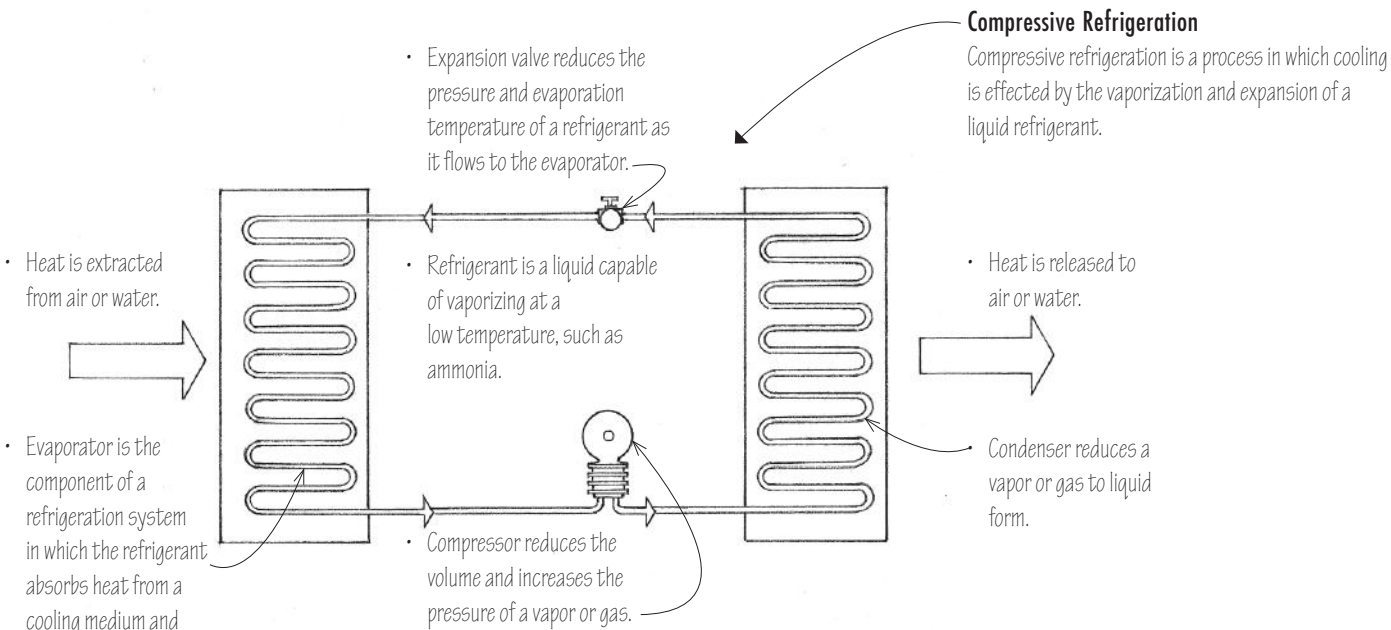 Compressive Refrigeration
Compressive refrigeration is a process in which cooling
is effected by the vaporization and expansion of a
liquid refrigerant.
• Expansion valve reduces the
pressure and evaporation
temperature of a refrigerant as
it flows to the evaporator.
• Heat is extracted
from air or water.
• Refrigerant is a liquid capable
of vaporizing at a
low temperature, such as
ammonia.
• Heat is released to
air or water.
• Evaporator is the
component of a
refrigeration system
in which the refrigerant
absorbs heat from a
cooling medium and
• Compressor reduces the
volume and increases the
pressure of a vapor or gas.
• Condenser reduces a
vapor or gas to liquid
form.